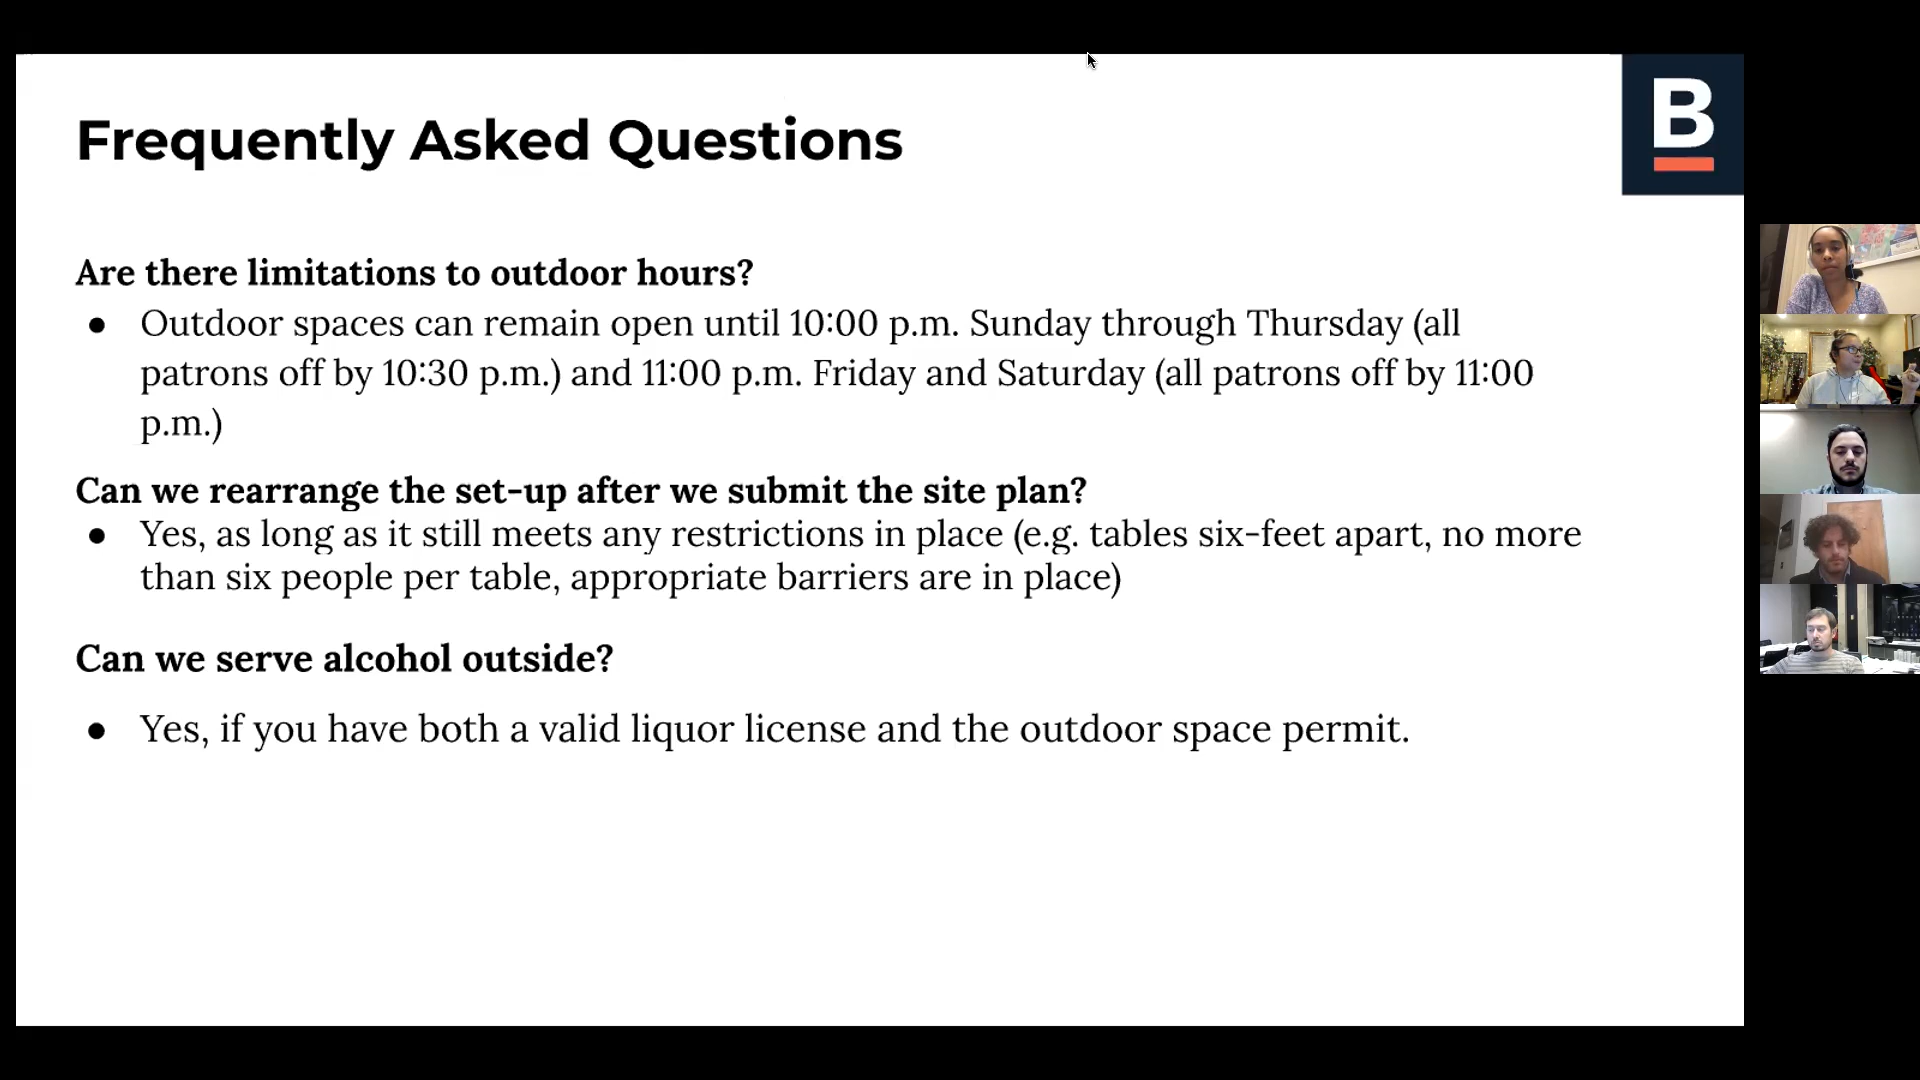 Frequently Asked Questions
B
Are there limitations to outdoor hours?
● Outdoor spaces can remain open until 10:00 p.m. Sunday through Thursday (all
patrons off by 10:30 p.m.) and 11:00 p.m. Friday and Saturday (all patrons off by 11:00
p.m.)
Can we rearrange the set-up after we submit the site plan?
● Yes, as long as it still meets any restrictions in place (e.g. tables six-feet apart, no more
than six people per table, appropriate barriers are in place)
Can we serve alcohol outside?
● Yes, if you have both a valid liquor license and the outdoor space permit.